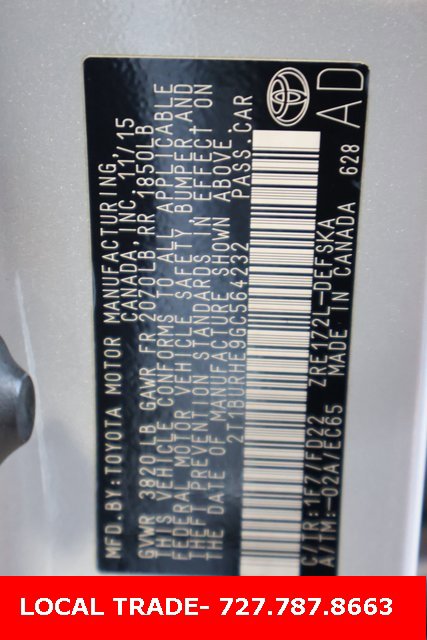 MFD.BY:TOYOTA MOTOR MANUFACTURING,
CANADA, INC. 11/15
GVWR 3820LB GAWR FR 2070LB RR 1850LB
THIS VEHICLE CONFORMS TO ALL APPLICABLE
FEDERAL MOTOR VEHICLE SAFETY, BUMPER, AND
THEFT PREVENTION STANDARDS IN EFFECT ON
THE DATE OF MANUFACTURE SHOWN ABOVE.
2T1BURHE9GC564232 PASS.CAR
C/TR:1F7/FD22 ZRE172L-DEFSKA
A/TM:-02A/EC65 MADE IN CANADA 628
AD
LOCAL TRADE- 727.787.8663